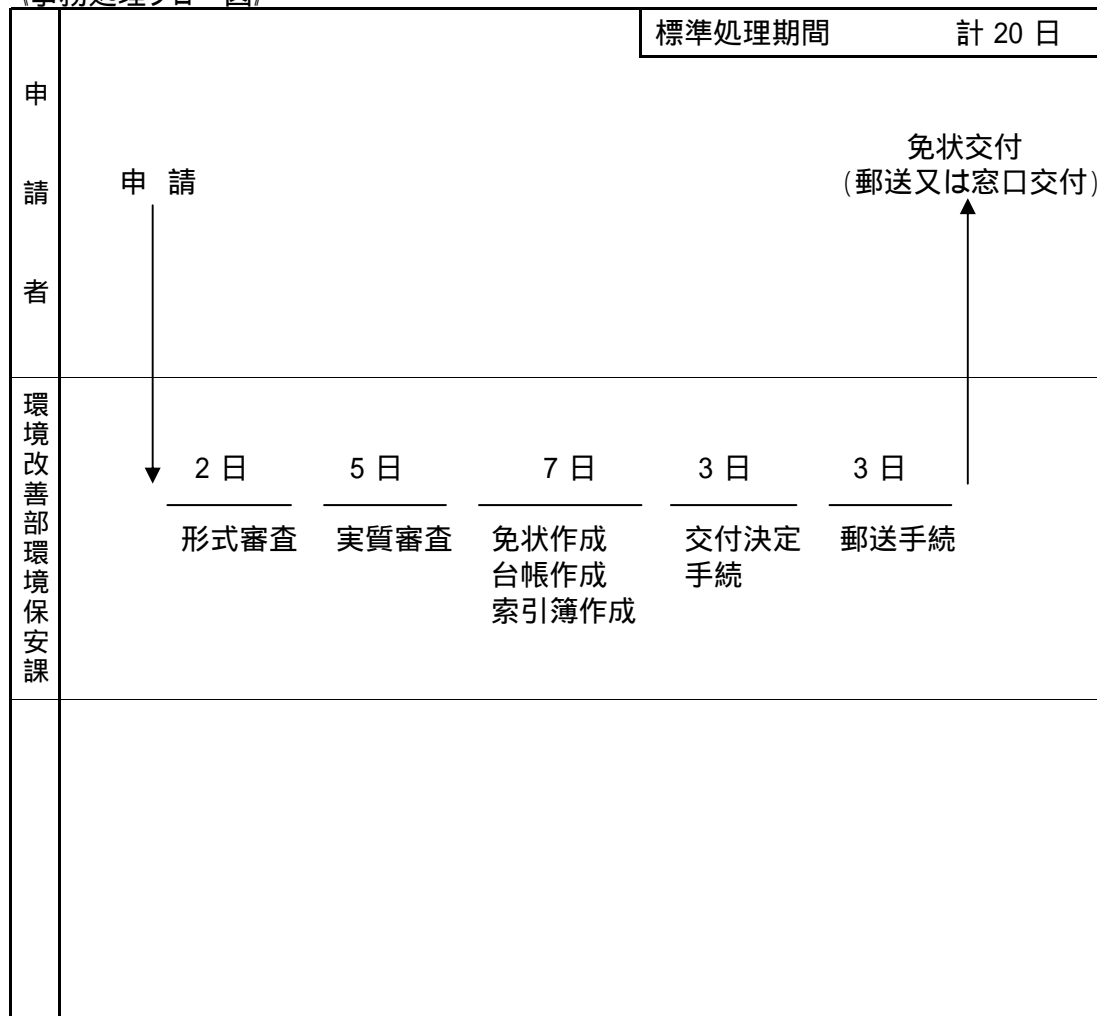 標準処理期間 計 20 日
申請者
申 請
免状交付
(郵送又は窓口交付)
環境改善部環境保安課
2 日 5 日 7 日 3 日 3 日
形式審査 実質審査 免状作成 交付決定 郵送手続
台帳作成 手続
索引簿作成